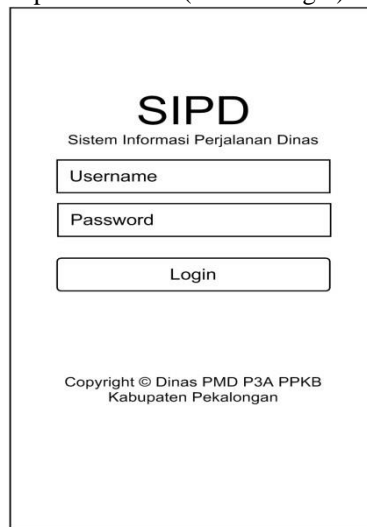 SIPD
Sistem Informasi Perjalanan Dinas
Username
Password
Login
Copyright © Dinas PMD P3A PPKB
Kabupaten Pekalongan